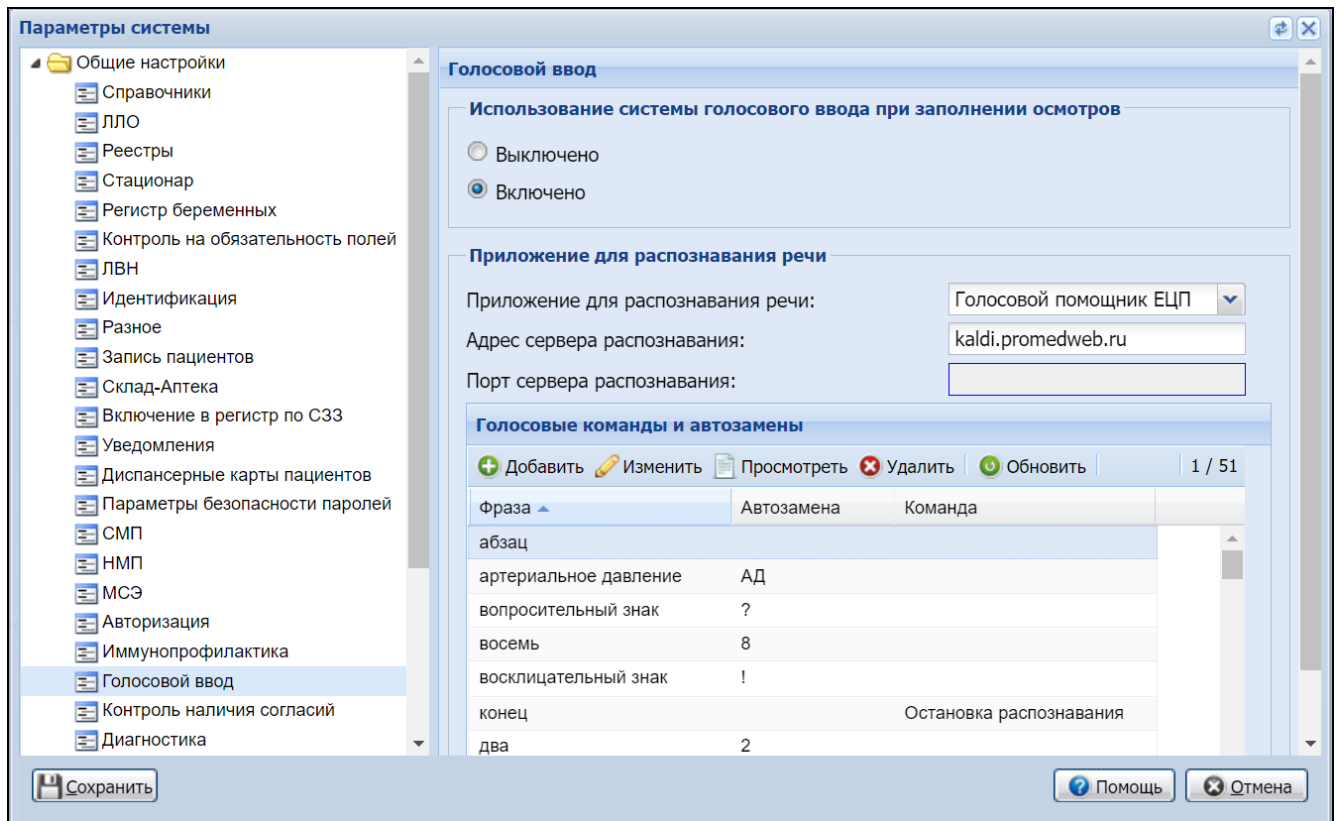 Параметры системы
Общие настройки
Справочники
ЛЛО
Реестры
Стационар
Регистр беременных
Контроль на обязательность полей
ЛВН
Идентификация
Разное
Запись пациентов
Склад-Аптека
Включение в регистр по СЗЗ
Уведомления
Диспансерные карты пациентов
Параметры безопасности паролей
СМП
НМП
МСЭ
Авторизация
Иммунопрофилактика
Голосовой ввод
Контроль наличия согласий
Диагностика
Голосовой ввод
Использование системы голосового ввода при заполнении осмотров
Выключено
Включено
Приложение для распознавания речи
Приложение для распознавания речи: Голосовой помощник ЕЦП
Адрес сервера распознавания: kaldi.promedweb.ru
Порт сервера распознавания:
Голосовые команды и автозамены
Добавить Изменить Просмотреть Удалить Обновить 1 / 51
Фраза Автозамена Команда
абзац
артериальное давление АД
вопросительный знак ?
восемь 8
восклицательный знак !
конец Остановка распознавания
два 2
Сохранить Помощь Отмена